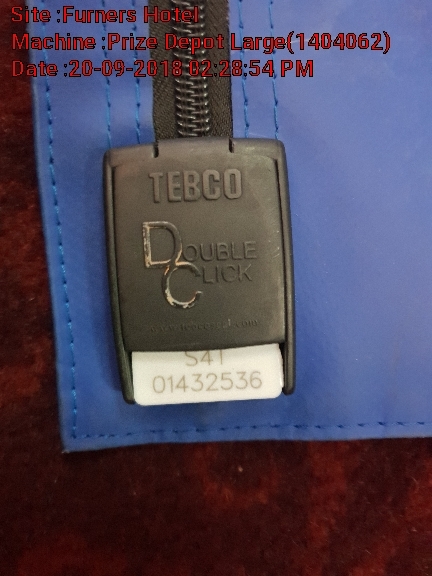 Site :Furners Hotel
Machine :Prize Depot Large(1404062)
Date :20-09-2018 02:28:54 PM
TEBCO
DOUBLE
CLICK
S41
01432536